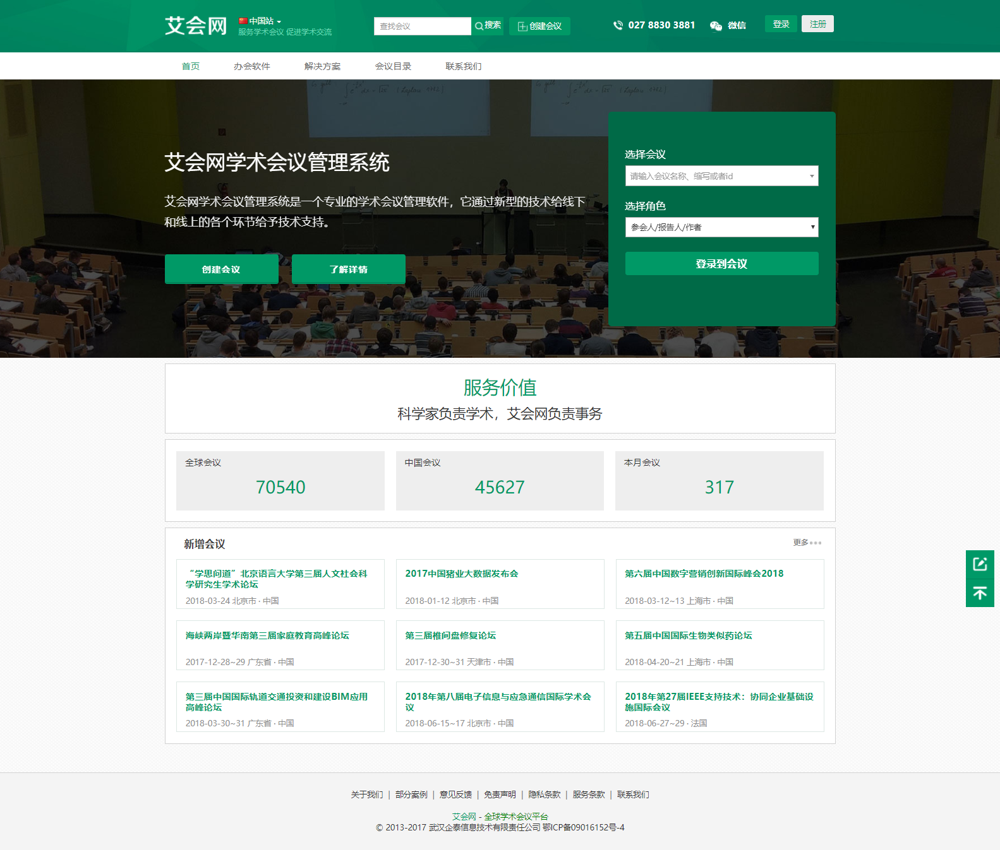 艾会网
中国站
服务学术会议 促进学术交流
查找会议
搜索
创建会议
027 8830 3881
微信
登录
注册
首页
办会软件
解决方案
会议目录
联系我们
艾会网学术会议管理系统
艾会网学术会议管理系统是一个专业的学术会议管理软件，它通过新型的技术给线下
和线上的各个环节给予技术支持。
创建会议
了解详情
选择会议
请输入会议名称、缩写或者id
选择角色
参会人/报告人/作者
登录到会议
服务价值
科学家负责学术，艾会网负责事务
全球会议
70540
中国会议
45627
本月会议
317
新增会议
更多
“学思问道”北京语言大学第三届人文社会科
学研究生学术论坛
2018-03-24 北京市 · 中国
2017中国猪业大数据发布会
2018-01-12 北京市 · 中国
第六届中国数字营销创新国际峰会2018
2018-03-12~13 上海市 · 中国
海峡两岸暨华南第三届家庭教育高峰论坛
2017-12-28~29 广东省 · 中国
第三届椎间盘修复论坛
2017-12-30~31 天津市 · 中国
第五届中国国际生物类似药论坛
2018-04-20~21 上海市 · 中国
第三届中国国际轨道交通投资和建设BIM应用
高峰论坛
2018-03-30~31 广东省 · 中国
2018年第八届电子信息与应急通信国际学术会
议
2018-06-15~17 北京市 · 中国
2018年第27届IEEE支持技术：协同企业基础设
施国际会议
2018-06-27~29 · 法国
关于我们 | 部分案例 | 意见反馈 | 免责声明 | 隐私条款 | 服务条款 | 联系我们
艾会网 - 全球学术会议平台
© 2013-2017 武汉企泰信息技术有限责任公司 鄂ICP备09016152号-4